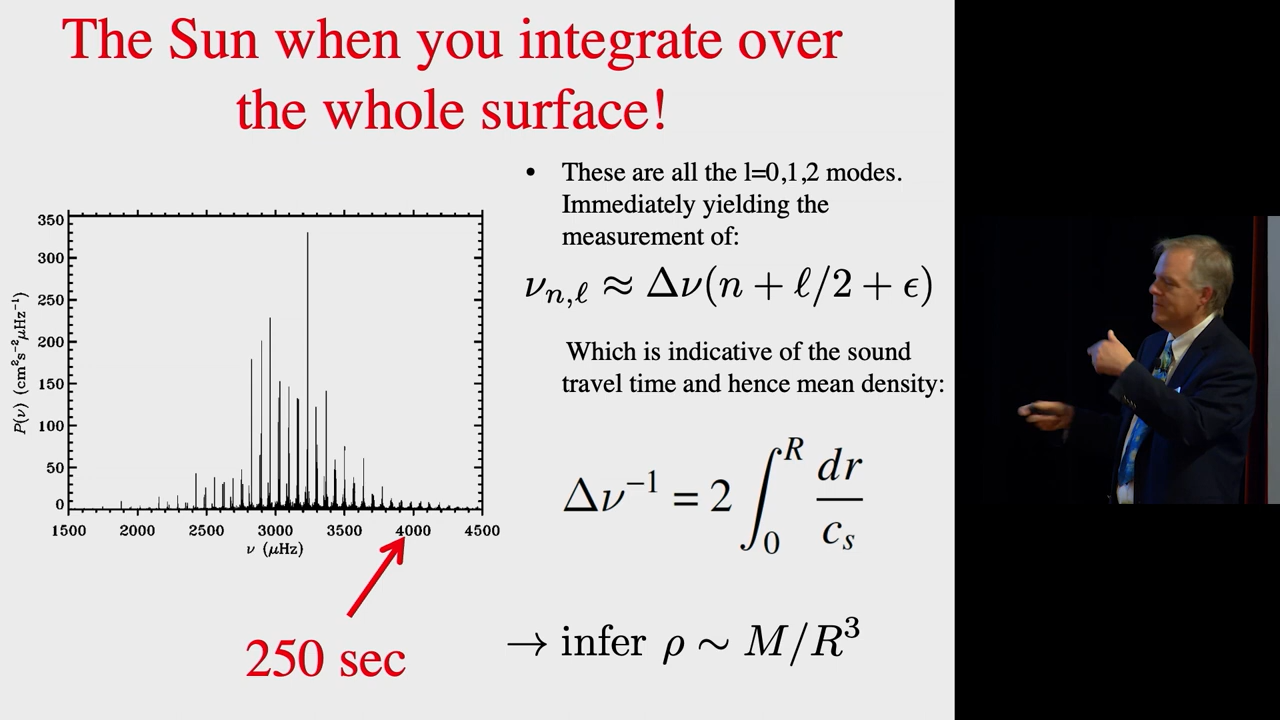 The Sun when you integrate over
the whole surface!
• These are all the l=0,1,2 modes.
Immediately yielding the
measurement of:
ν_{n,ℓ} ≈ Δν(n + ℓ/2 + ϵ)
Which is indicative of the sound
travel time and hence mean density:
Δν⁻¹ = 2 ∫₀ᴿ dr/cₛ
→ infer ρ ∼ M/R³
P(ν) (cm²s⁻²μHz⁻¹)
350
300
250
200
150
100
50
0
1500 2000 2500 3000 3500 4000 4500
ν (μHz)
250 sec